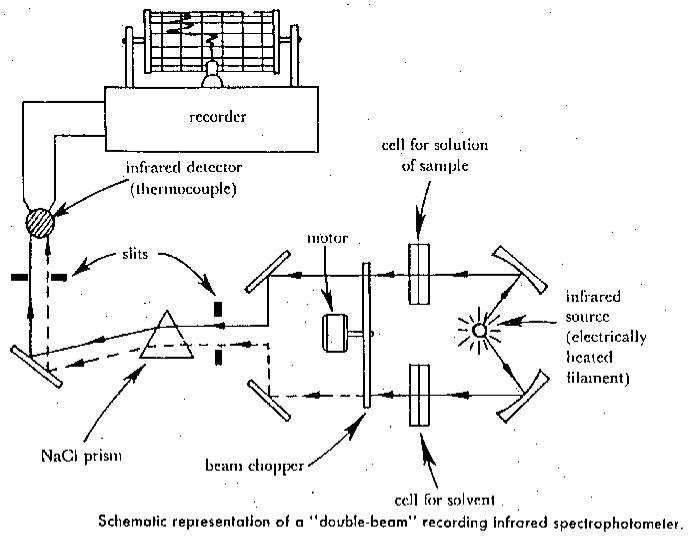 recorder
infrared detector
(thermocouple)
cell for solution
of sample
slits
motor
infrared
source
(electrically
heated
filament)
NaCl prism
beam chopper
cell for solvent
Schematic representation of a "double-beam" recording infrared spectrophotometer.